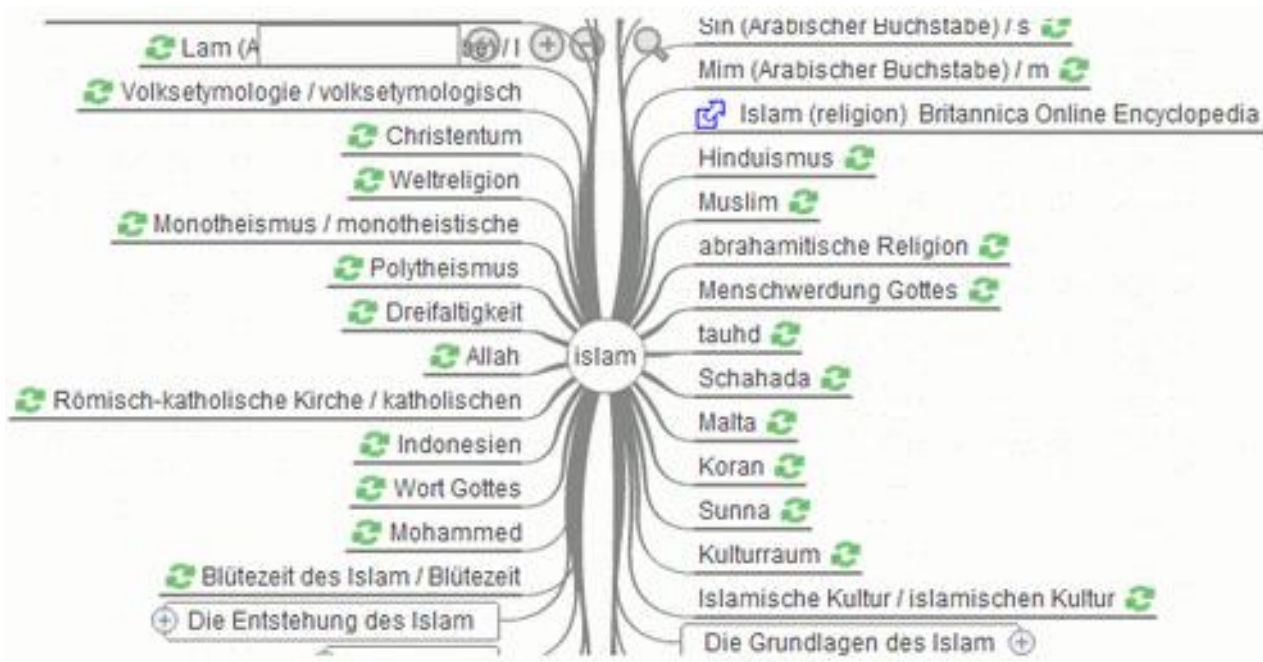 Lam (A
/ l
Volksetymologie / volksetymologisch
Christentum
Weltreligion
Monotheismus / monotheistische
Polytheismus
Dreifaltigkeit
Allah
Römisch-katholische Kirche / katholischen
Indonesien
Wort Gottes
Mohammed
Blütezeit des Islam / Blütezeit
Die Entstehung des Islam
islam
Sin (Arabischer Buchstabe) / s
Mim (Arabischer Buchstabe) / m
Islam (religion) Britannica Online Encyclopedia
Hinduismus
Muslim
abrahamitische Religion
Menschwerdung Gottes
tauhd
Schahada
Malta
Koran
Sunna
Kulturraum
Islamische Kultur / islamischen Kultur
Die Grundlagen des Islam